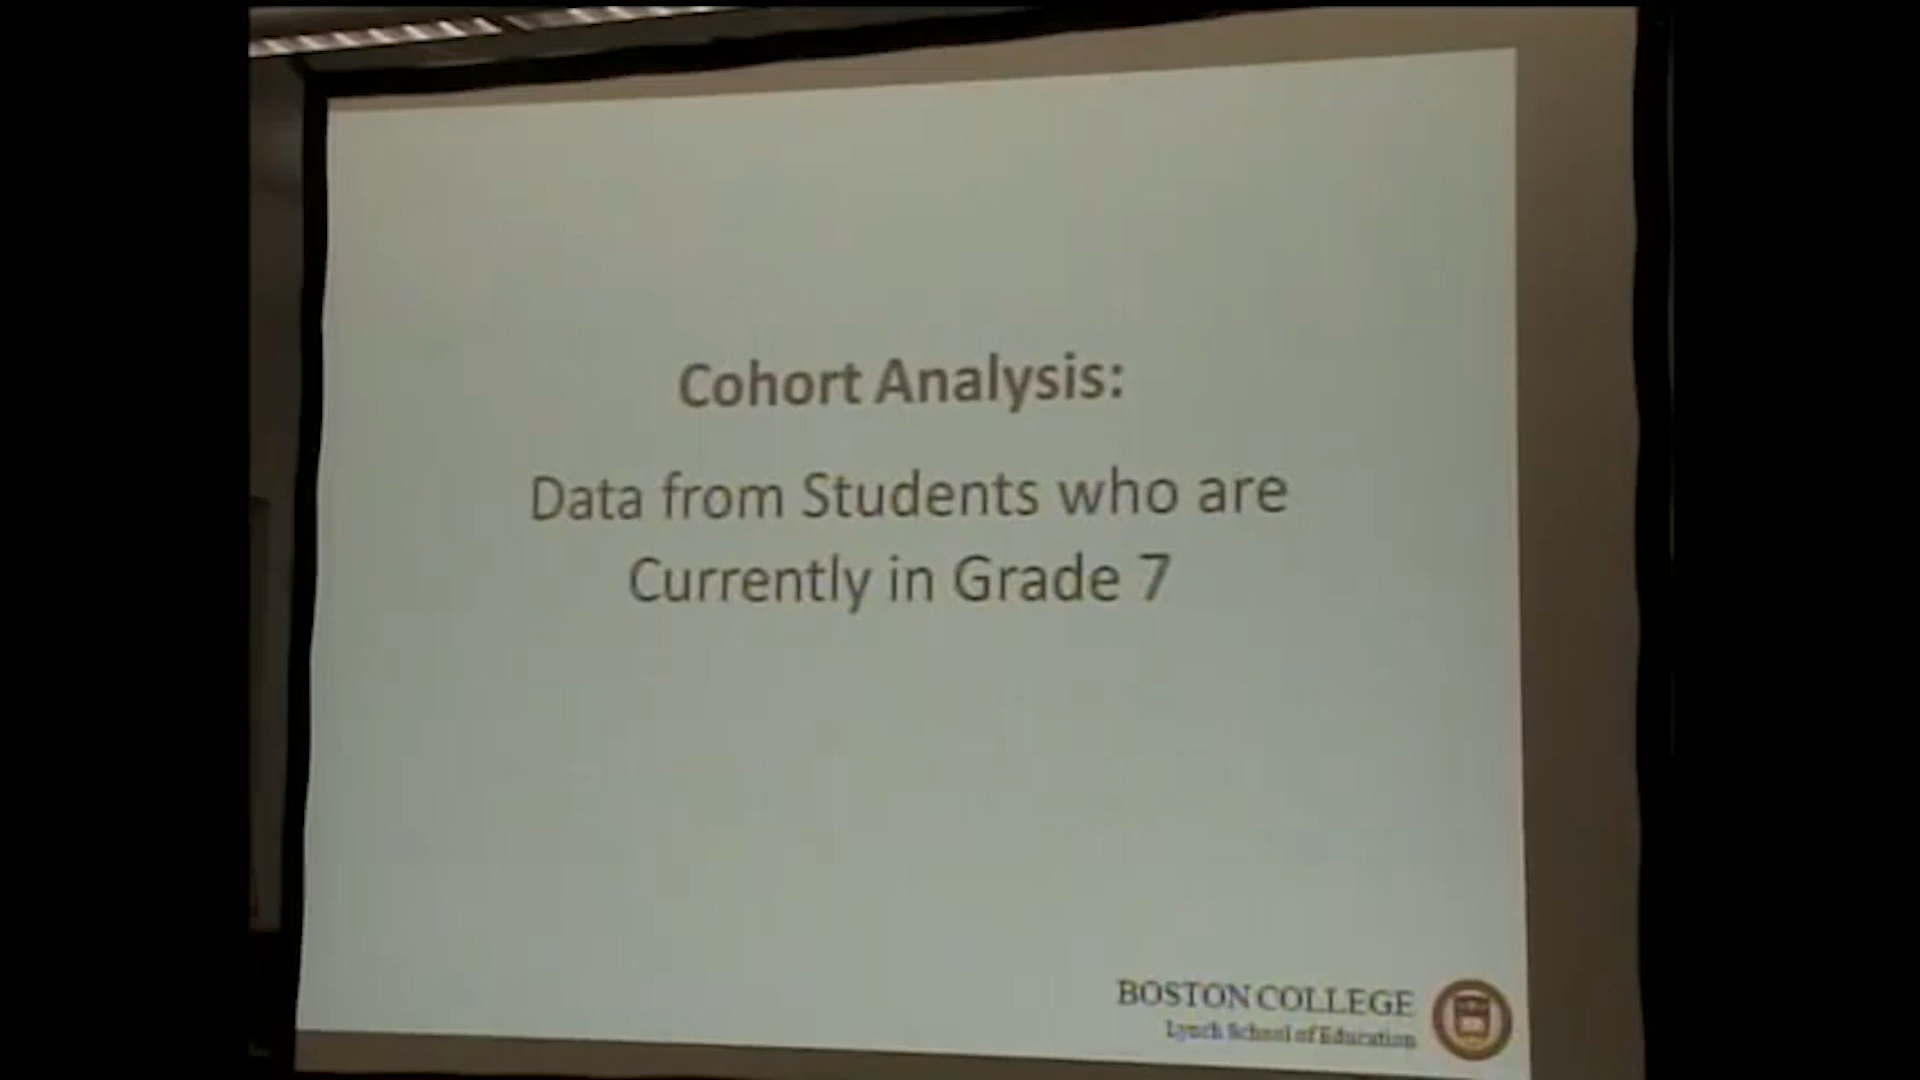 Cohort Analysis:
Data from Students who are
Currently in Grade 7
BOSTON COLLEGE
Lynch School of Education